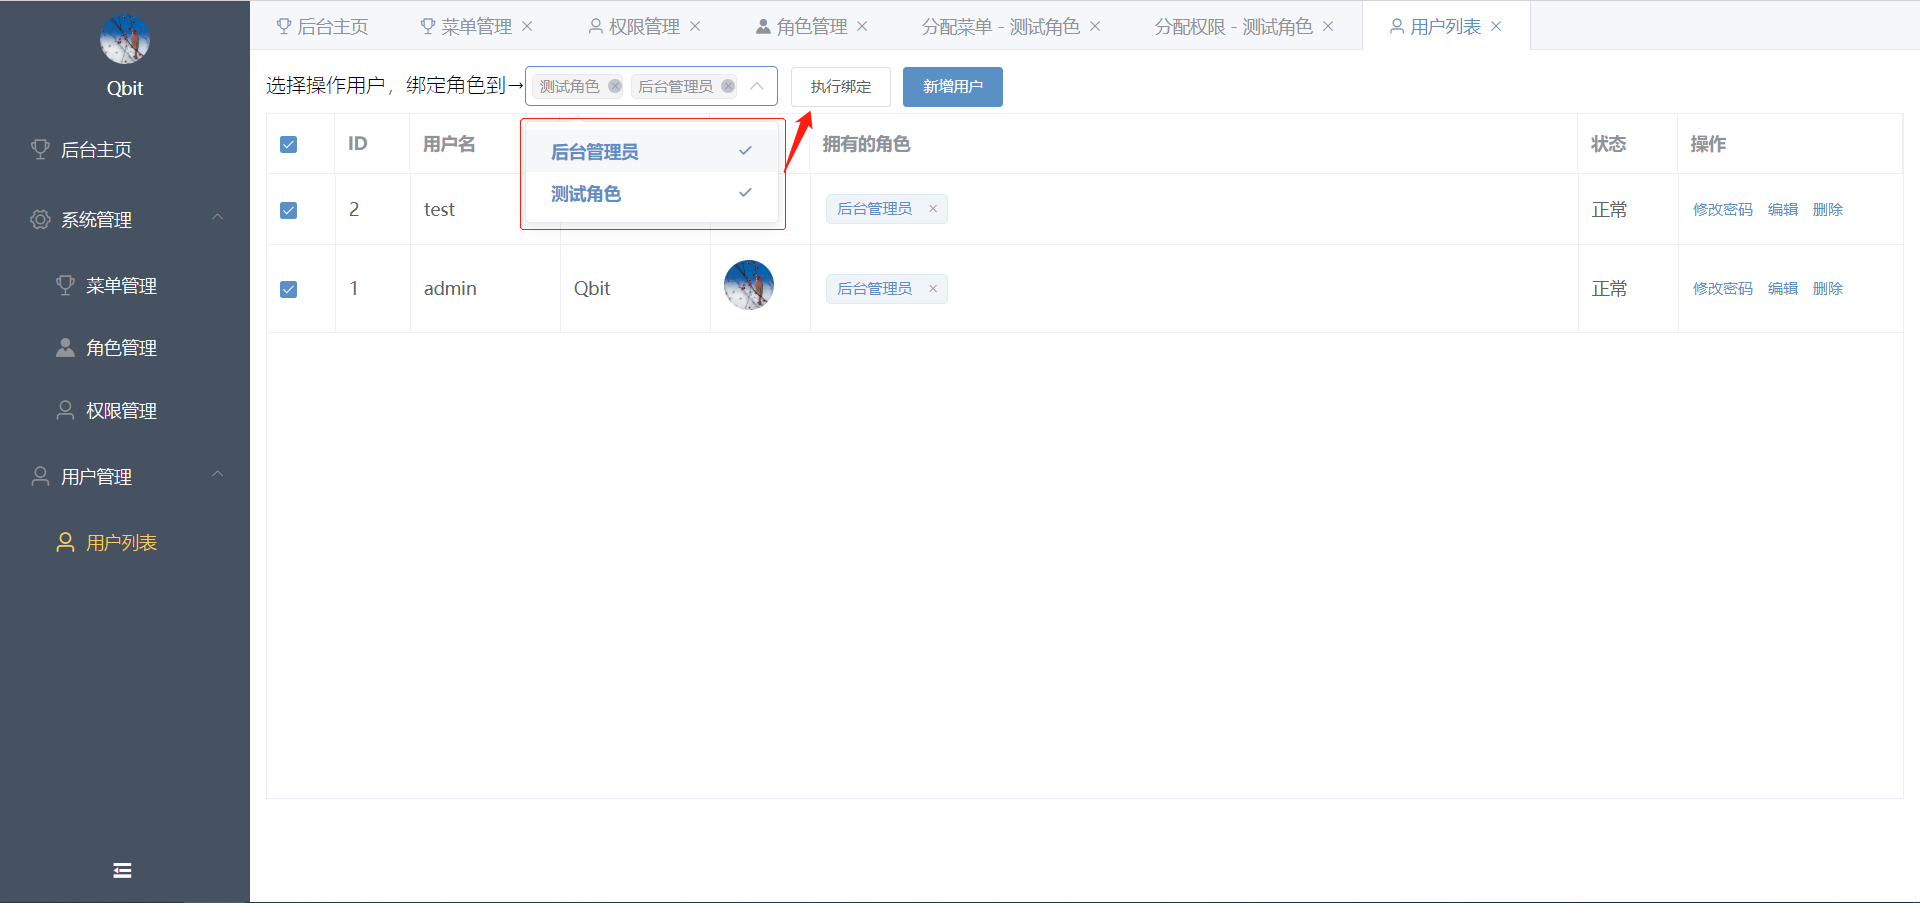 Qbit
后台主页
系统管理
菜单管理
角色管理
权限管理
用户管理
用户列表
后台主页 菜单管理 权限管理 角色管理 分配菜单 - 测试角色 分配权限 - 测试角色 用户列表
选择操作用户，绑定角色到→ 测试角色 后台管理员 执行绑定 新增用户
ID 用户名 拥有的角色 状态 操作
后台管理员
测试角色
2 test 后台管理员 正常 修改密码 编辑 删除
1 admin Qbit 后台管理员 正常 修改密码 编辑 删除